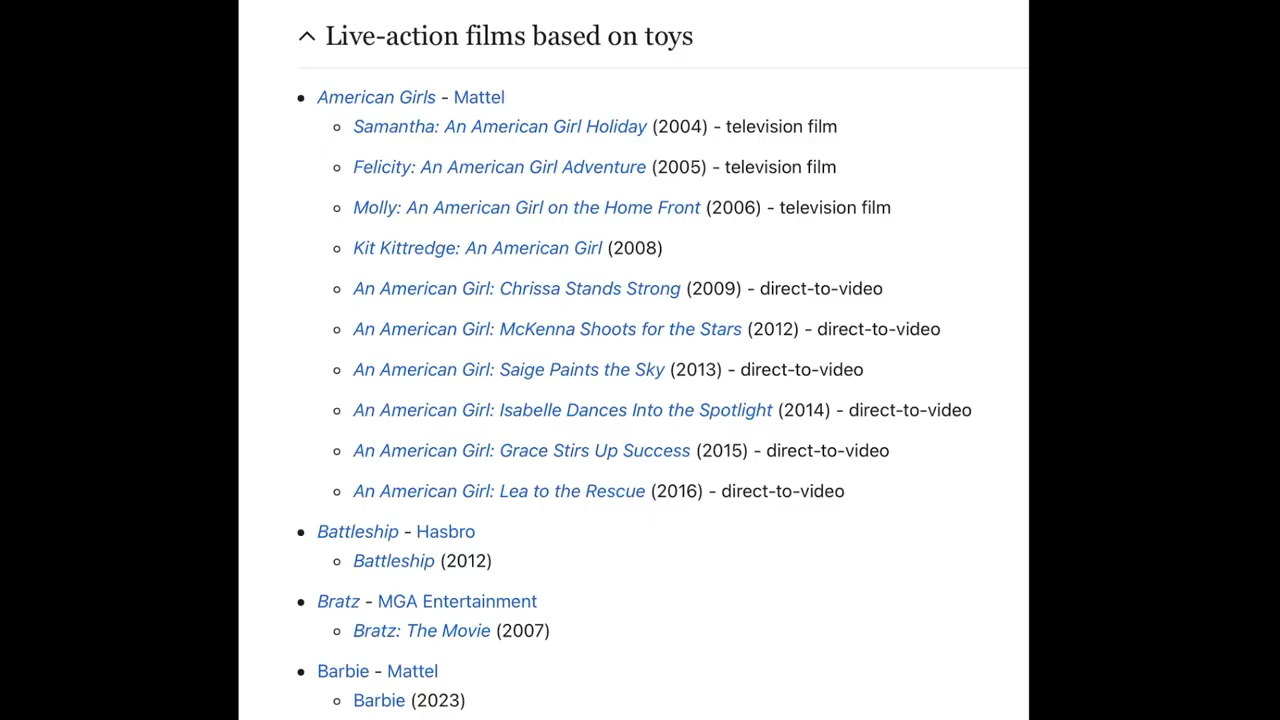 Live-action films based on toys
American Girls - Mattel
Samantha: An American Girl Holiday (2004) - television film
Felicity: An American Girl Adventure (2005) - television film
Molly: An American Girl on the Home Front (2006) - television film
Kit Kittredge: An American Girl (2008)
An American Girl: Chrissa Stands Strong (2009) - direct-to-video
An American Girl: McKenna Shoots for the Stars (2012) - direct-to-video
An American Girl: Saige Paints the Sky (2013) - direct-to-video
An American Girl: Isabelle Dances Into the Spotlight (2014) - direct-to-video
An American Girl: Grace Stirs Up Success (2015) - direct-to-video
An American Girl: Lea to the Rescue (2016) - direct-to-video
Battleship - Hasbro
Battleship (2012)
Bratz - MGA Entertainment
Bratz: The Movie (2007)
Barbie - Mattel
Barbie (2023)